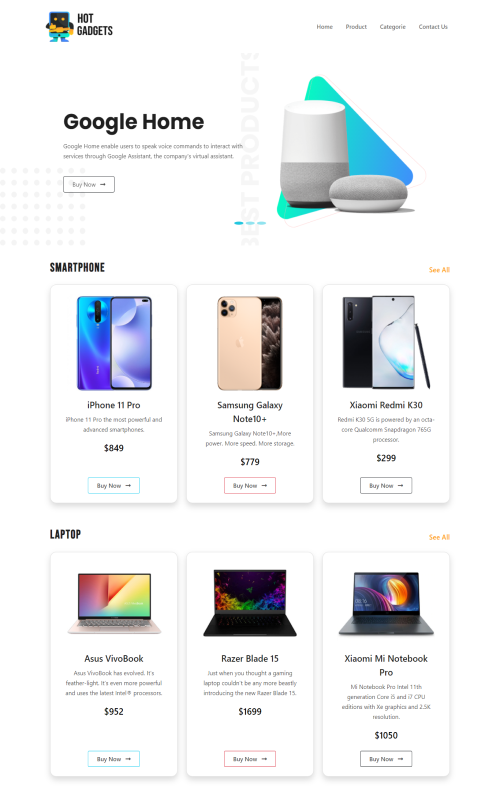 HOT
GADGETS
Home Product Categorie Contact Us
BEST PRODUCTS
Google Home
Google Home enable users to speak voice commands to interact with
services through Google Assistant, the company's virtual assistant.
Buy Now →
SMARTPHONE
See All
iPhone 11 Pro
iPhone 11 Pro the most powerful and
advanced smartphones.
$849
Buy Now →
Samsung Galaxy
Note10+
Samsung Galaxy Note10+,More
power. More speed. More storage.
$779
Buy Now →
Xiaomi Redmi K30
Redmi K30 5G is powered by an octa-
core Qualcomm Snapdragon 765G
processor.
$299
Buy Now →
LAPTOP
See All
Asus VivoBook
Asus VivoBook has evolved. It's
feather-light. It's even more powerful
and uses the latest Intel® processors.
$952
Buy Now →
Razer Blade 15
Just when you thought a gaming
laptop couldn't be any more beastly
introducing the new Razer Blade 15.
$1699
Buy Now →
Xiaomi Mi Notebook
Pro
Mi Notebook Pro Intel 11th
generation Core i5 and i7 CPU
editions with Xe graphics and 2.5K
resolution.
$1050
Buy Now →